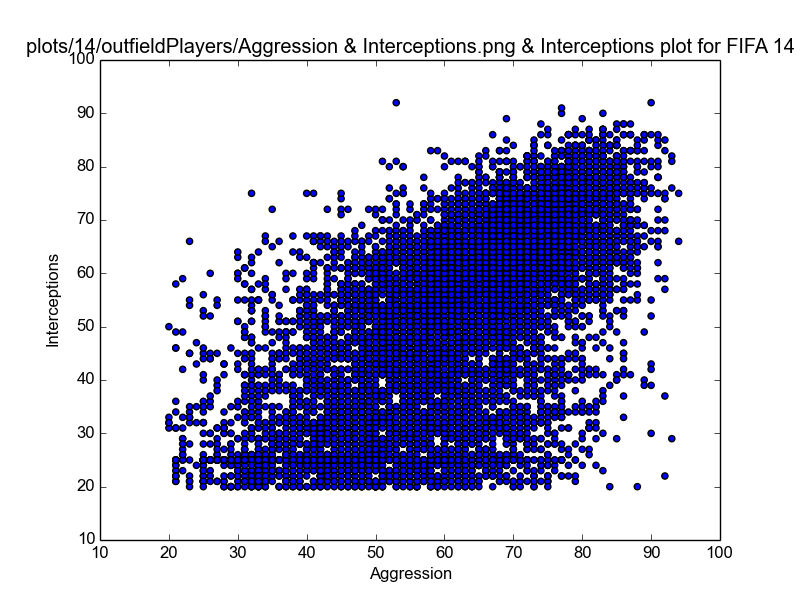 plots/14/outfieldPlayers/Aggression & Interceptions.png & Interceptions plot for FIFA 14
100
90
80
70
60
50
40
30
20
10
Interceptions
10 20 30 40 50 60 70 80 90 100
Aggression